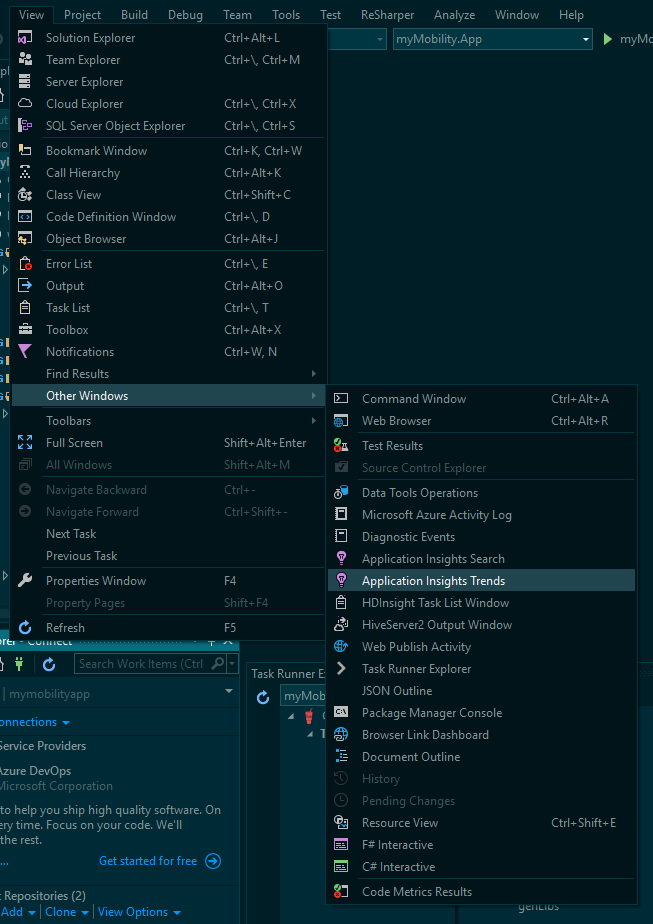 View Project Build Debug Team Tools Test ReSharper Analyze Window Help
myMobility.App
Solution Explorer Ctrl+Alt+L
Team Explorer Ctrl+\, Ctrl+M
Server Explorer
Cloud Explorer Ctrl+\, Ctrl+X
SQL Server Object Explorer Ctrl+\, Ctrl+S
Bookmark Window Ctrl+K, Ctrl+W
Call Hierarchy Ctrl+Alt+K
Class View Ctrl+Shift+C
Code Definition Window Ctrl+\, D
Object Browser Ctrl+Alt+J
Error List Ctrl+\, E
Output Ctrl+Alt+O
Task List Ctrl+\, T
Toolbox Ctrl+Alt+X
Notifications Ctrl+W, N
Find Results
Other Windows
Toolbars
Full Screen Shift+Alt+Enter
All Windows Shift+Alt+M
Navigate Backward Ctrl+-
Navigate Forward Ctrl+Shift+-
Next Task
Previous Task
Properties Window F4
Property Pages Shift+F4
Refresh F5
Command Window Ctrl+Alt+A
Web Browser Ctrl+Alt+R
Test Results
Source Control Explorer
Data Tools Operations
Microsoft Azure Activity Log
Diagnostic Events
Application Insights Search
Application Insights Trends
HDInsight Task List Window
HiveServer2 Output Window
Web Publish Activity
Task Runner Explorer
JSON Outline
Package Manager Console
Browser Link Dashboard
Document Outline
History
Pending Changes
Resource View Ctrl+Shift+E
F# Interactive
C# Interactive
Code Metrics Results
Connect
Search Work Items (Ctrl
| mymobilityapp
onnections
Service Providers
Azure DevOps
Microsoft Corporation
to help you ship high quality software. On
ery time. Focus on your code. We'll
the rest.
... Get started for free
t Repositories (2)
Add | Clone | View Options
Task Runner E
myMob
genLibs